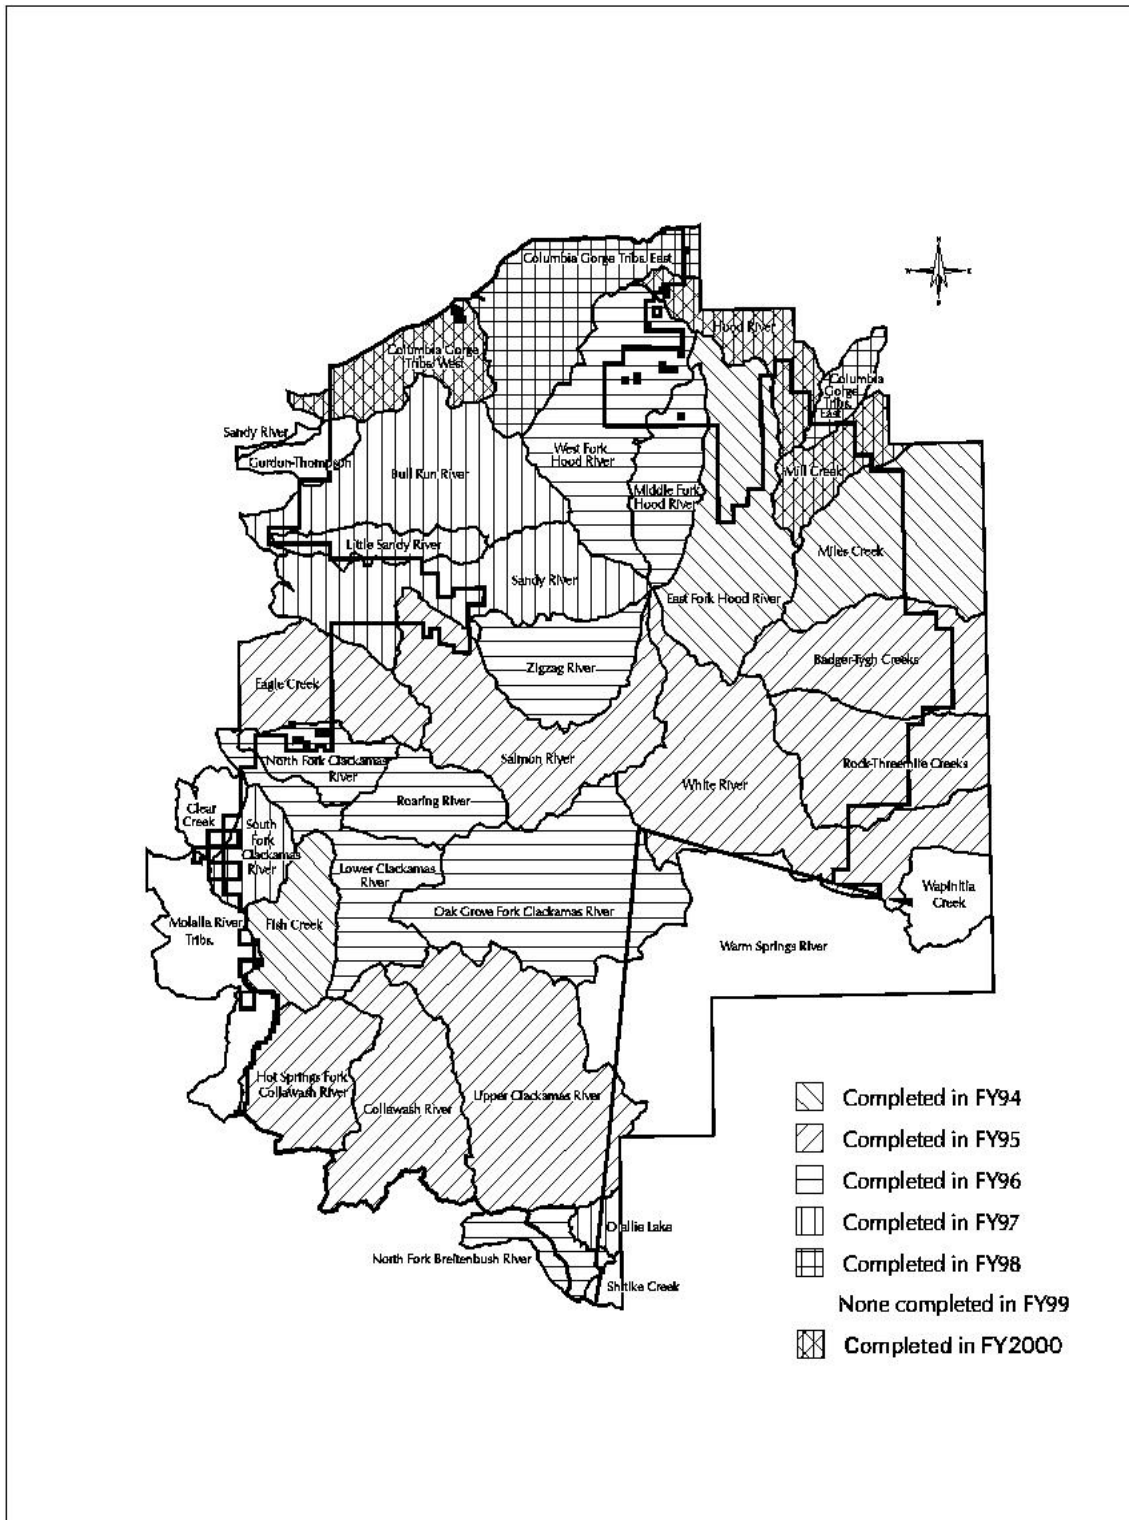 Columbia Gorge Tribs. East
N
W
E
S
Hood River
Columbia Gorge
Tribs. West
Columbia
Gorge
Tribs.
East
Sandy River
Gordon-Thompson
Bull Run River
West Fork
Hood River
Mill Creek
Middle Fork
Hood River
Little Sandy River
Miles Creek
Sandy River
East Fork Hood River
Zigzag River
Badger-Tygh Creeks
Eagle Creek
North Fork Clackamas
River
Salmon River
Rock-Threemile Creeks
White River
Roaring River
Clear
Creek
South
Fork
Clackamas
River
Lower Clackamas
River
Wapinitia
Creek
Molalla River
Tribs.
Fish Creek
Oak Grove Fork Clackamas River
Warm Springs River
Hot Springs Fork
Collawash River
Collawash River
Upper Clackamas River
Olallie Lake
North Fork Breitenbush River
Shitike Creek
Completed in FY94
Completed in FY95
Completed in FY96
Completed in FY97
Completed in FY98
None completed in FY99
Completed in FY2000